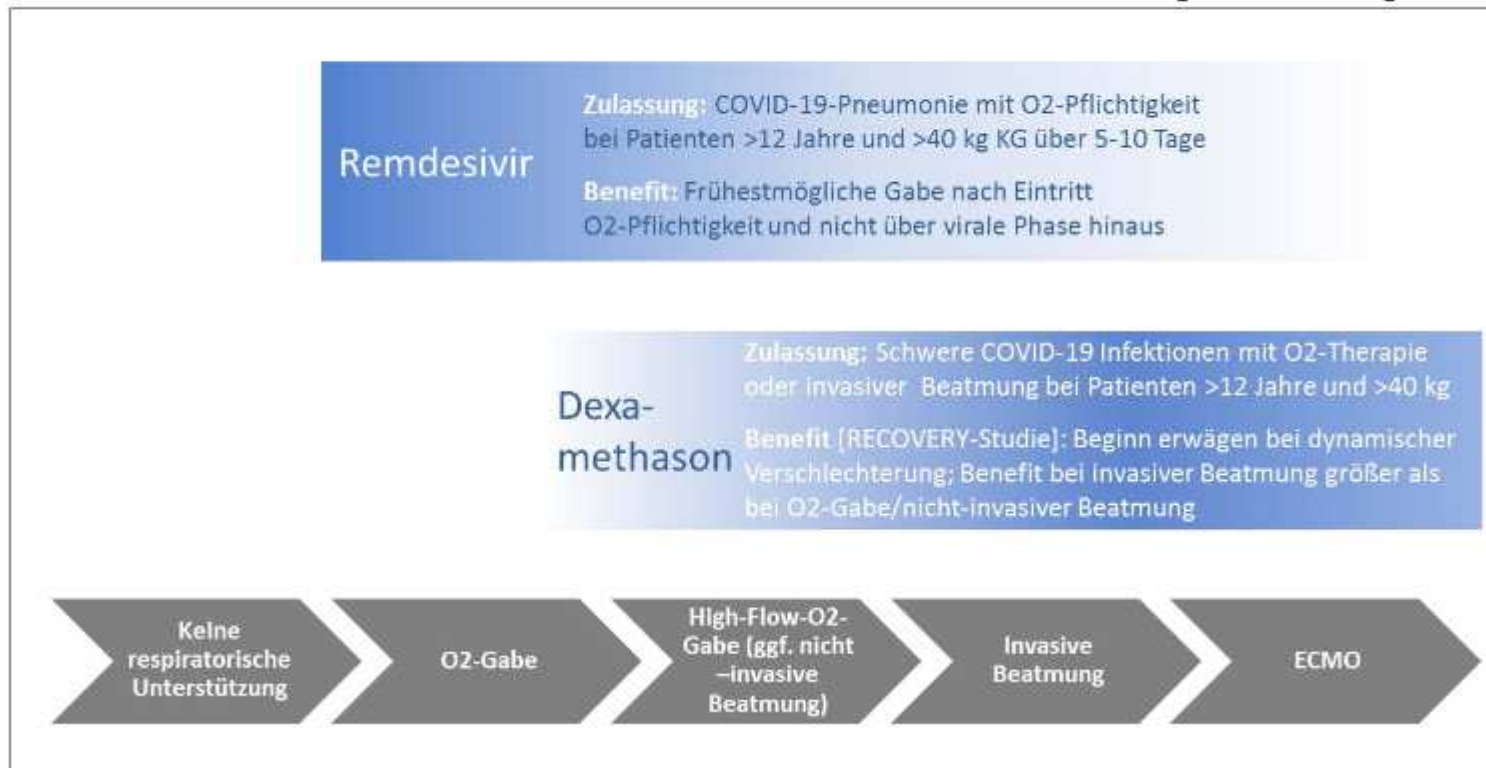 Remdesivir
Zulassung: COVID-19-Pneumonie mit O2-Pflichtigkeit
bei Patienten >12 Jahre und >40 kg KG über 5-10 Tage
Benefit: Frühestmögliche Gabe nach Eintritt
O2-Pflichtigkeit und nicht über virale Phase hinaus
Dexa-
methason
Zulassung: Schwere COVID-19 Infektionen mit O2-Therapie
oder invasiver Beatmung bei Patienten >12 Jahre und >40 kg
Benefit [RECOVERY-Studie]: Beginn erwägen bei dynamischer
Verschlechterung; Benefit bei invasiver Beatmung größer als
bei O2-Gabe/nicht-invasiver Beatmung
Keine
respiratorische
Unterstützung
O2-Gabe
High-Flow-O2-
Gabe (ggf. nicht
–invasive
Beatmung)
Invasive
Beatmung
ECMO